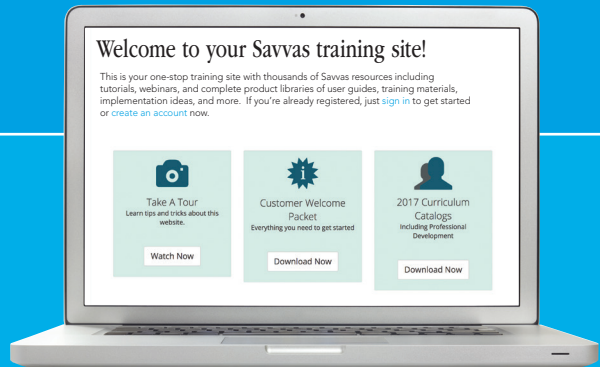 Welcome to your Savvas training site!
This is your one-stop training site with thousands of Savvas resources including
tutorials, webinars, and complete product libraries of user guides, training materials,
implementation ideas, and more. If you're already registered, just sign in to get started
or create an account now.
Take A Tour
Learn tips and tricks about this
website.
Watch Now
i
Customer Welcome
Packet
Everything you need to get started
Download Now
2017 Curriculum
Catalogs
Including Professional
Development
Download Now